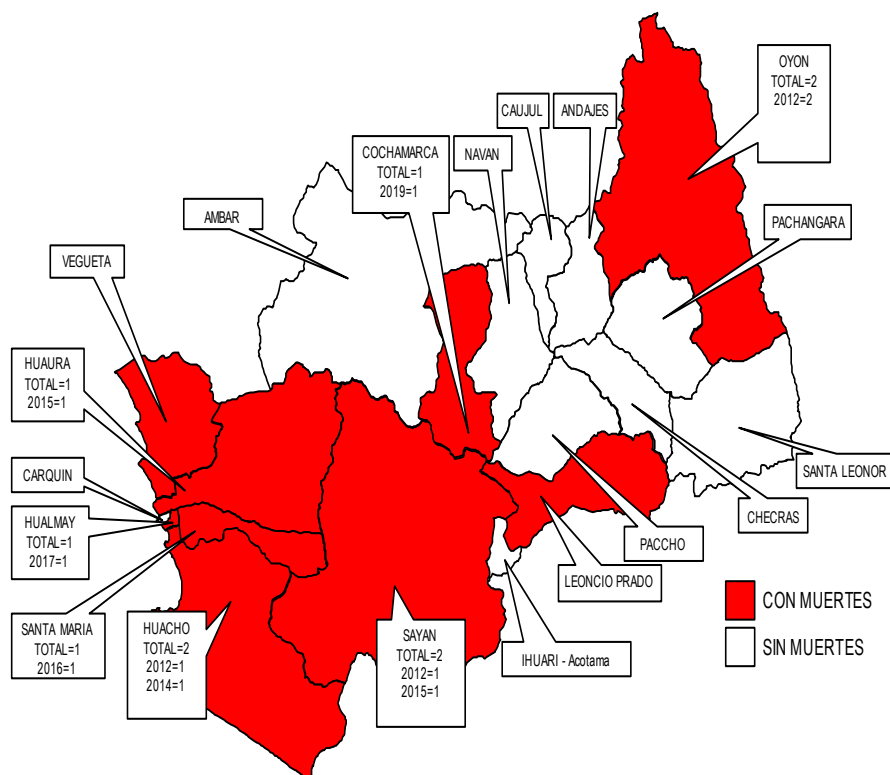 OYON
TOTAL=2
2012=2
CAUJUL
ANDAJES
COCHAMARCA
TOTAL=1
2019=1
NAVAN
AMBAR
PACHANGARA
VEGUETA
HUAURA
TOTAL=1
2015=1
CARQUIN
HUALMAY
TOTAL=1
2017=1
SANTA MARIA
TOTAL=1
2016=1
HUACHO
TOTAL=2
2012=1
2014=1
SAYAN
TOTAL=2
2012=1
2015=1
IHUARI - Acotama
LEONCIO PRADO
PACCHO
CHECRAS
SANTA LEONOR
CON MUERTES
SIN MUERTES